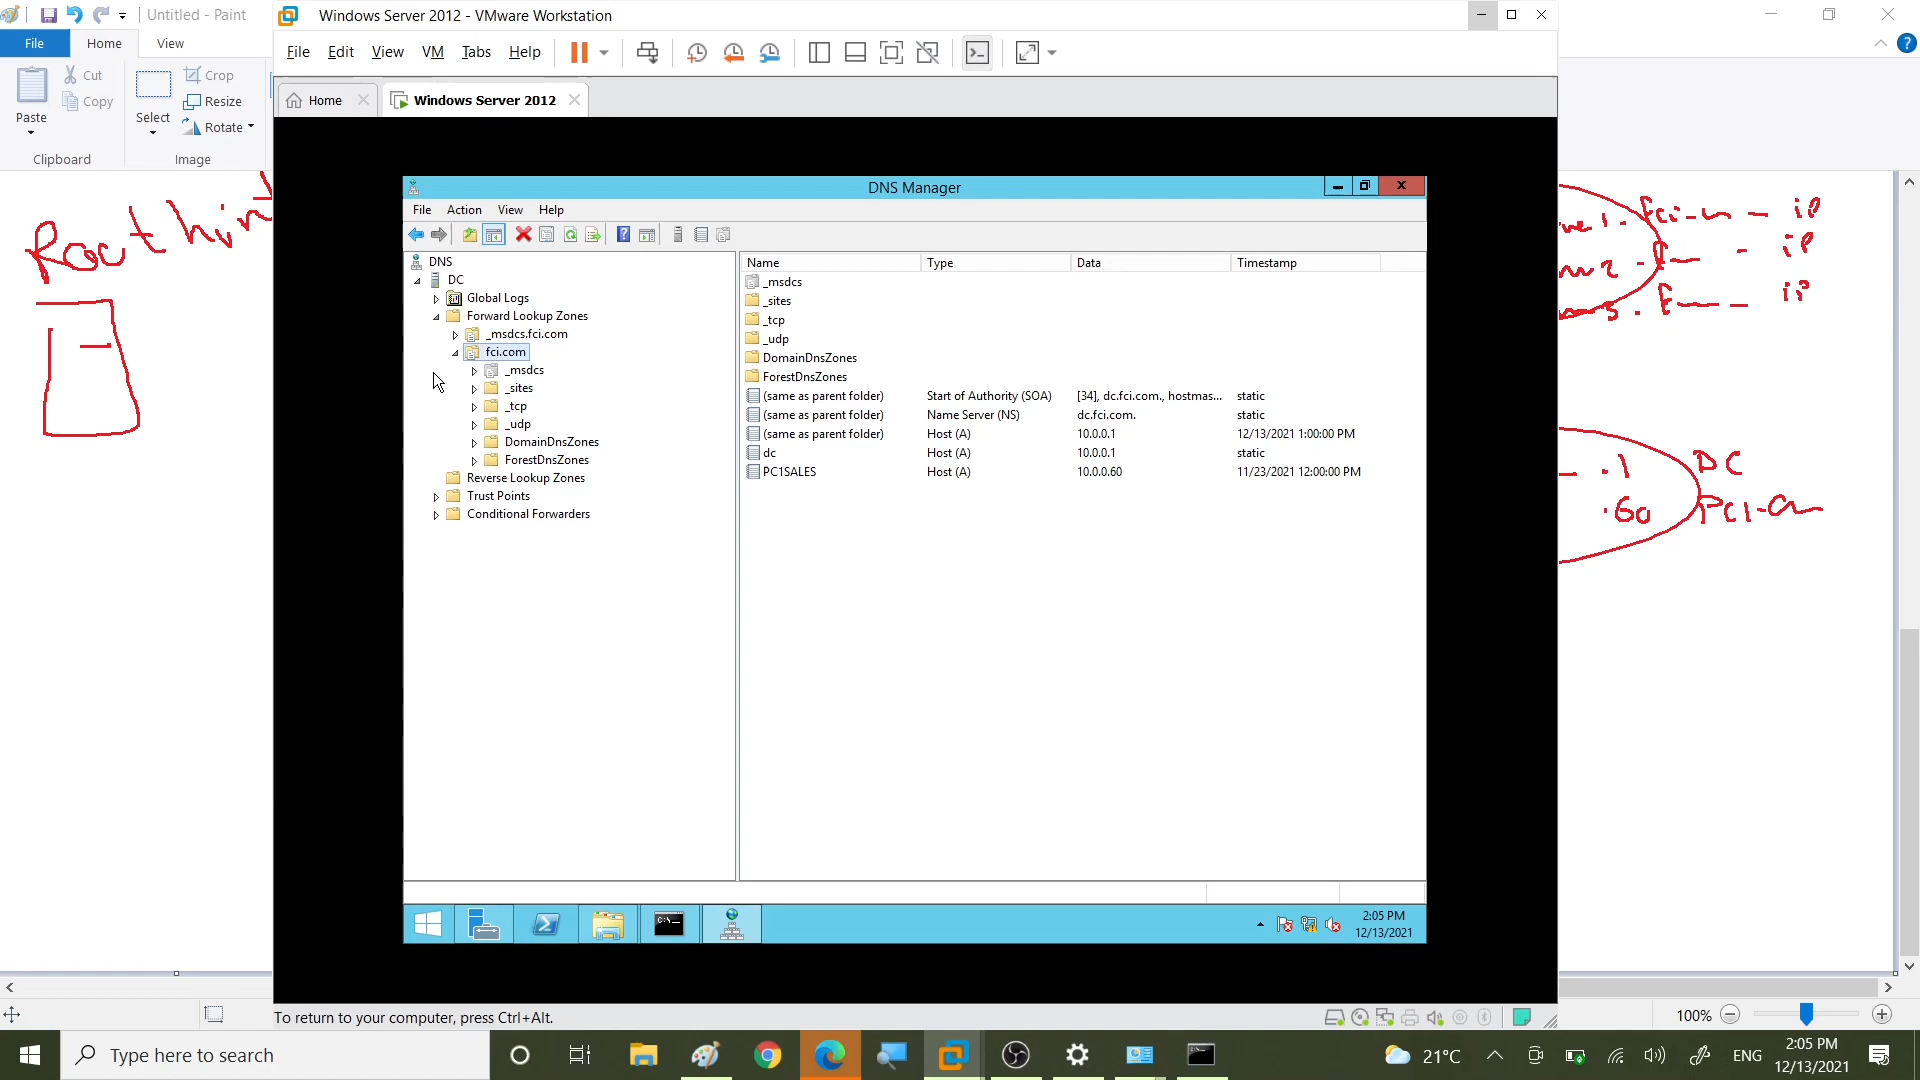 Untitled - Paint
Windows Server 2012 - VMware Workstation
File Home View
File Edit View VM Tabs Help
Paste
Cut
Copy
Clipboard
Select
Crop
Resize
Rotate
Image
Home Windows Server 2012
DNS Manager
File Action View Help
DNS
DC
Global Logs
Forward Lookup Zones
_msdcs.fci.com
fci.com
_msdcs
_sites
_tcp
_udp
DomainDnsZones
ForestDnsZones
Reverse Lookup Zones
Trust Points
Conditional Forwarders
Name Type Data Timestamp
_msdcs
_sites
_tcp
_udp
DomainDnsZones
ForestDnsZones
(same as parent folder) Start of Authority (SOA) [34], dc.fci.com., hostmas... static
(same as parent folder) Name Server (NS) dc.fci.com. static
(same as parent folder) Host (A) 10.0.0.1 12/13/2021 1:00:00 PM
dc Host (A) 10.0.0.1 static
PC1SALES Host (A) 10.0.0.60 11/23/2021 12:00:00 PM
iP
iP
iP
.1 DC
.60
2:05 PM
12/13/2021
To return to your computer, press Ctrl+Alt.
100%
Type here to search
21°C
ENG
2:05 PM
12/13/2021